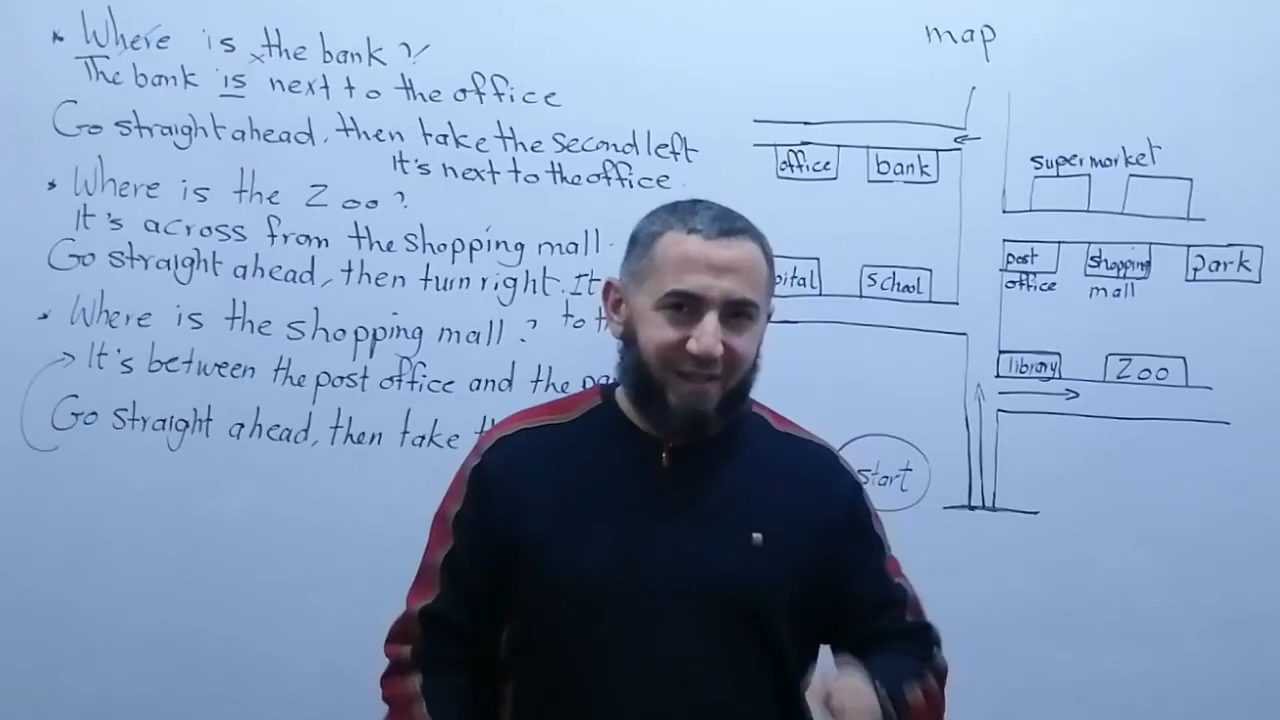 * Where is the bank?
The bank is next to the office
Go straight ahead, then take the second left
It's next to the office.
* Where is the Zoo?
It's across from the shopping mall.
Go straight ahead, then turn right. It
* Where is the shopping mall?
to
It's between the post office and the
Go straight ahead, then take
map
office
bank
supermarket
school
post
office
shopping
mall
park
library
Zoo
start